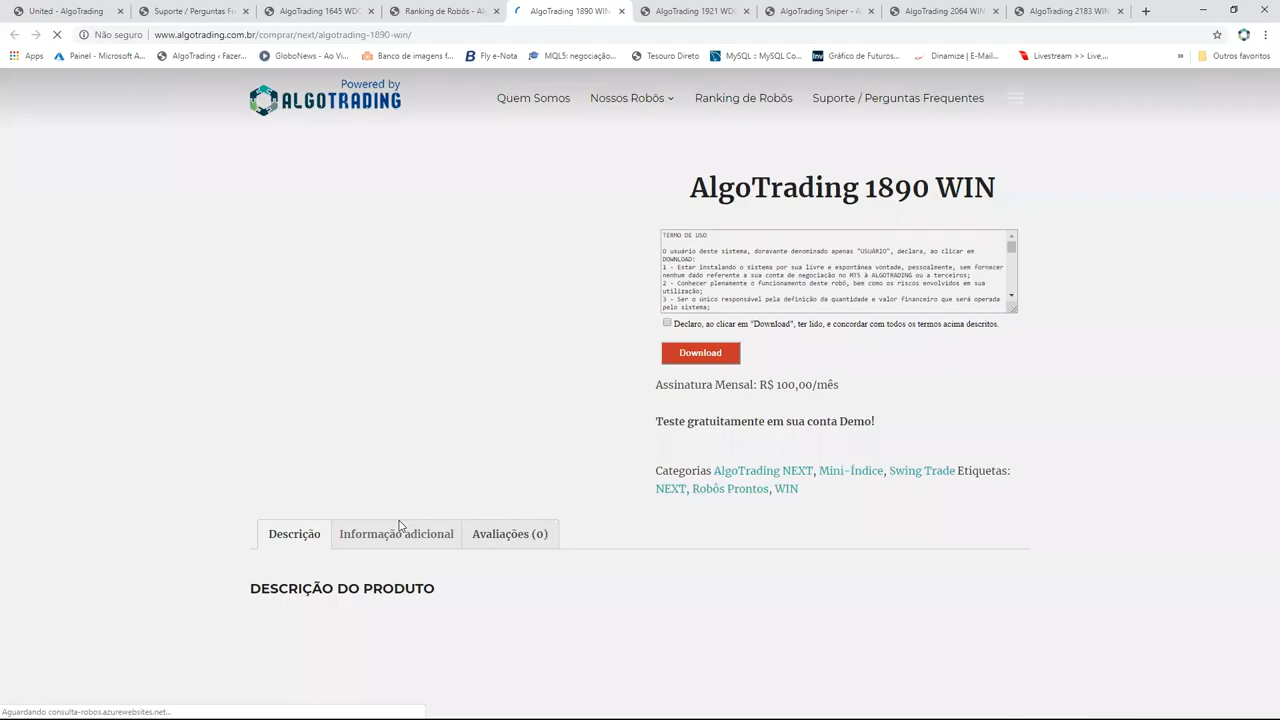 United - AlgoTrading
Suporte / Perguntas Fr
AlgoTrading 1645 WDO
Ranking de Robôs - Al
AlgoTrading 1890 WIN
AlgoTrading 1921 WDO
AlgoTrading Sniper - A
AlgoTrading 2064 WIN
AlgoTrading 2183 WIN
Não seguro
www.algotrading.com.br/comprar/next/algotrading-1890-win/
Apps
Painel - Microsoft A...
AlgoTrading ‹ Fazer...
GloboNews - Ao Vi...
Banco de imagens f...
Fly e-Nota
MQL5: negociação...
Tesouro Direto
MySQL :: MySQL Co...
Gráfico de Futuros...
Dinamize | E-Mail...
Livestream >> Live,...
»
Outros favoritos
Powered by
ALGOTRADING
Quem Somos
Nossos Robôs
Ranking de Robôs
Suporte / Perguntas Frequentes
AlgoTrading 1890 WIN
TERMO DE USO
O usuário deste sistema, doravante denominado apenas "USUÁRIO", declara, ao clicar em
DOWNLOAD:
1 - Estar instalando o sistema por sua livre e espontânea vontade, pessoalmente, sem fornecer
nenhum dado referente a sua conta de negociação no MT5 à ALGOTRADING ou a terceiros;
2 - Conhecer plenamente o funcionamento deste robô, bem como os riscos envolvidos em sua
utilização;
3 - Ser o único responsável pela definição da quantidade e valor financeiro que será operada
pelo sistema;
Declaro, ao clicar em "Download", ter lido, e concordar com todos os termos acima descritos.
Download
Assinatura Mensal: R$ 100,00/mês
Teste gratuitamente em sua conta Demo!
Categorias AlgoTrading NEXT, Mini-Índice, Swing Trade Etiquetas:
NEXT, Robôs Prontos, WIN
Descrição
Informação adicional
Avaliações (0)
DESCRIÇÃO DO PRODUTO
Aguardando consulta-robos.azurewebsites.net...